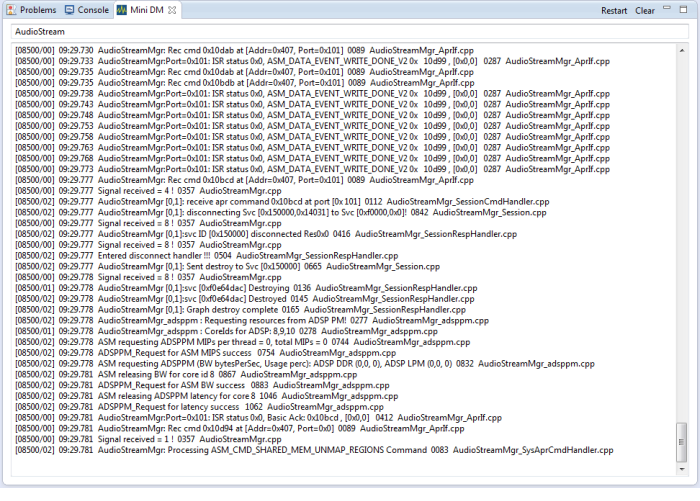 Problems Console Mini DM Restart Clear
AudioStream
[08500/00] 09:29.730 AudioStreamMgr: Rec cmd 0x10dab at [Addr=0x407, Port=0x101] 0089 AudioStreamMgr_AprIf.cpp
[08500/02] 09:29.733 AudioStreamMgr:Port=0x101: ISR status 0x0, ASM_DATA_EVENT_WRITE_DONE_V2 0x 10d99 , [0x0,0] 0287 AudioStreamMgr_AprIf.cpp
[08500/02] 09:29.735 AudioStreamMgr: Rec cmd 0x10dab at [Addr=0x407, Port=0x101] 0089 AudioStreamMgr_AprIf.cpp
[08500/02] 09:29.735 AudioStreamMgr: Rec cmd 0x10bdb at [Addr=0x407, Port=0x101] 0089 AudioStreamMgr_AprIf.cpp
[08500/02] 09:29.738 AudioStreamMgr:Port=0x101: ISR status 0x0, ASM_DATA_EVENT_WRITE_DONE_V2 0x 10d99 , [0x0,0] 0287 AudioStreamMgr_AprIf.cpp
[08500/02] 09:29.743 AudioStreamMgr:Port=0x101: ISR status 0x0, ASM_DATA_EVENT_WRITE_DONE_V2 0x 10d99 , [0x0,0] 0287 AudioStreamMgr_AprIf.cpp
[08500/02] 09:29.748 AudioStreamMgr:Port=0x101: ISR status 0x0, ASM_DATA_EVENT_WRITE_DONE_V2 0x 10d99 , [0x0,0] 0287 AudioStreamMgr_AprIf.cpp
[08500/02] 09:29.753 AudioStreamMgr:Port=0x101: ISR status 0x0, ASM_DATA_EVENT_WRITE_DONE_V2 0x 10d99 , [0x0,0] 0287 AudioStreamMgr_AprIf.cpp
[08500/02] 09:29.758 AudioStreamMgr:Port=0x101: ISR status 0x0, ASM_DATA_EVENT_WRITE_DONE_V2 0x 10d99 , [0x0,0] 0287 AudioStreamMgr_AprIf.cpp
[08500/02] 09:29.763 AudioStreamMgr:Port=0x101: ISR status 0x0, ASM_DATA_EVENT_WRITE_DONE_V2 0x 10d99 , [0x0,0] 0287 AudioStreamMgr_AprIf.cpp
[08500/02] 09:29.768 AudioStreamMgr:Port=0x101: ISR status 0x0, ASM_DATA_EVENT_WRITE_DONE_V2 0x 10d99 , [0x0,0] 0287 AudioStreamMgr_AprIf.cpp
[08500/02] 09:29.773 AudioStreamMgr:Port=0x101: ISR status 0x0, ASM_DATA_EVENT_WRITE_DONE_V2 0x 10d99 , [0x0,0] 0287 AudioStreamMgr_AprIf.cpp
[08500/02] 09:29.777 AudioStreamMgr: Rec cmd 0x10bcd at [Addr=0x407, Port=0x101] 0089 AudioStreamMgr_AprIf.cpp
[08500/00] 09:29.777 Signal received = 4 ! 0357 AudioStreamMgr.cpp
[08500/02] 09:29.777 AudioStreamMgr [0,1]: receive apr command 0x10bcd at port [0x 101] 0112 AudioStreamMgr_SessionCmdHandler.cpp
[08500/02] 09:29.777 AudioStreamMgr [0,1]: disconnecting Svc [0x150000,0x14031] to Svc [0xf0000,0x0]! 0842 AudioStreamMgr_Session.cpp
[08500/00] 09:29.777 Signal received = 8 ! 0357 AudioStreamMgr.cpp
[08500/02] 09:29.777 AudioStreamMgr [0,1]:svc ID [0x150000] disconnected Res0x0 0416 AudioStreamMgr_SessionRespHandler.cpp
[08500/00] 09:29.777 Signal received = 8 ! 0357 AudioStreamMgr.cpp
[08500/02] 09:29.777 Entered disconnect handler !!! 0504 AudioStreamMgr_SessionRespHandler.cpp
[08500/02] 09:29.777 AudioStreamMgr [0,1]: Sent destroy to Svc [0x150000] 0665 AudioStreamMgr_Session.cpp
[08500/00] 09:29.778 Signal received = 8 ! 0357 AudioStreamMgr.cpp
[08500/01] 09:29.778 AudioStreamMgr [0,1]:svc [0xf0e64dac] Destroying 0136 AudioStreamMgr_SessionRespHandler.cpp
[08500/02] 09:29.778 AudioStreamMgr [0,1]:svc [0xf0e64dac] Destroyed 0145 AudioStreamMgr_SessionRespHandler.cpp
[08500/02] 09:29.778 AudioStreamMgr [0,1]: Graph destroy complete 0165 AudioStreamMgr_SessionRespHandler.cpp
[08500/02] 09:29.778 AudioStreamMgr_adsppm : Requesting resources from ADSP PM! 0277 AudioStreamMgr_adsppm.cpp
[08500/01] 09:29.778 AudioStreamMgr_adsppm : CoreIds for ADSP: 8,9,10 0278 AudioStreamMgr_adsppm.cpp
[08500/02] 09:29.778 ASM requesting ADSPPM MIPs per thread = 0, total MIPs = 0 0744 AudioStreamMgr_adsppm.cpp
[08500/02] 09:29.778 ADSPPM_Request for ASM MIPS success 0754 AudioStreamMgr_adsppm.cpp
[08500/02] 09:29.778 ASM requesting ADSPPM (BW bytesPerSec, Usage perc): ADSP DDR (0,0, 0), ADSP LPM (0,0, 0) 0832 AudioStreamMgr_adsppm.cpp
[08500/02] 09:29.781 ASM releasing BW for core id 8 0867 AudioStreamMgr_adsppm.cpp
[08500/02] 09:29.781 ADSPPM_Request for ASM BW success 0883 AudioStreamMgr_adsppm.cpp
[08500/02] 09:29.781 ASM releasing ADSPPM latency for core 8 1046 AudioStreamMgr_adsppm.cpp
[08500/02] 09:29.781 ADSPPM_Request for latency success 1062 AudioStreamMgr_adsppm.cpp
[08500/02] 09:29.781 AudioStreamMgr:Port=0x101: ISR status 0x0, Basic Ack: 0x10bcd , [0x0,0] 0412 AudioStreamMgr_AprIf.cpp
[08500/02] 09:29.781 AudioStreamMgr: Rec cmd 0x10d94 at [Addr=0x407, Port=0x0] 0089 AudioStreamMgr_AprIf.cpp
[08500/00] 09:29.781 Signal received = 1 ! 0357 AudioStreamMgr.cpp
[08500/02] 09:29.781 AudioStreamMgr: Processing ASM_CMD_SHARED_MEM_UNMAP_REGIONS Command 0083 AudioStreamMgr_SysAprCmdHandler.cpp